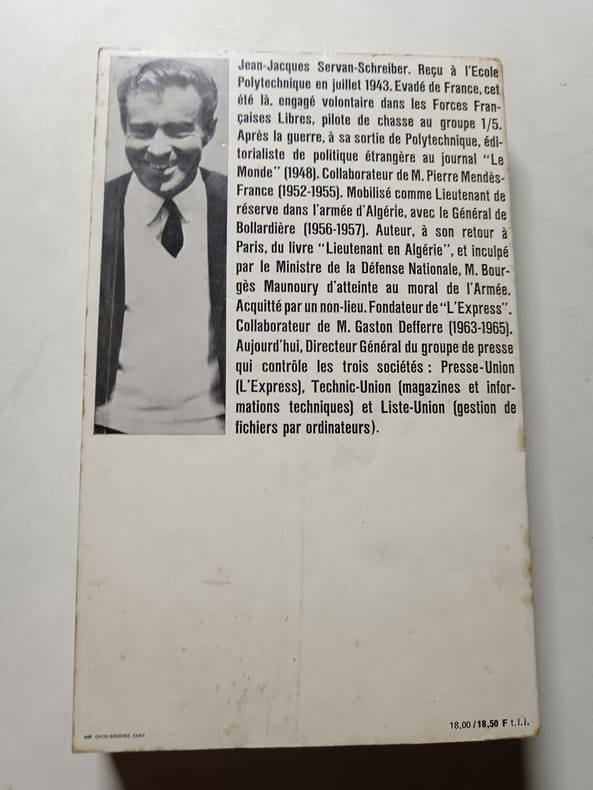 Jean-Jacques Servan-Schreiber. Reçu à l'Ecole
Polytechnique en juillet 1943. Evadé de France, cet
été là, engagé volontaire dans les Forces Fran-
çaises Libres, pilote de chasse au groupe 1/5.
Après la guerre, à sa sortie de Polytechnique, édi-
torialiste de politique étrangère au journal "Le
Monde" (1948). Collaborateur de M. Pierre Mendès-
France (1952-1955). Mobilisé comme Lieutenant de
réserve dans l'armée d'Algérie, avec le Général de
Bollardière (1956-1957). Auteur, à son retour à
Paris, du livre "Lieutenant en Algérie", et inculpé
par le Ministre de la Défense Nationale, M. Bour-
gès Maunoury d'atteinte au moral de l'Armée.
Acquitté par un non-lieu. Fondateur de "L'Express".
Collaborateur de M. Gaston Defferre (1963-1965).
Aujourd'hui, Directeur Général du groupe de presse
qui contrôle les trois sociétés : Presse-Union
(L'Express), Technic-Union (magazines et infor-
mations techniques) et Liste-Union (gestion de
fichiers par ordinateurs).
18,00 / 18,50 F t.l.i.
IMP. GROU-RADENEZ, PARIS